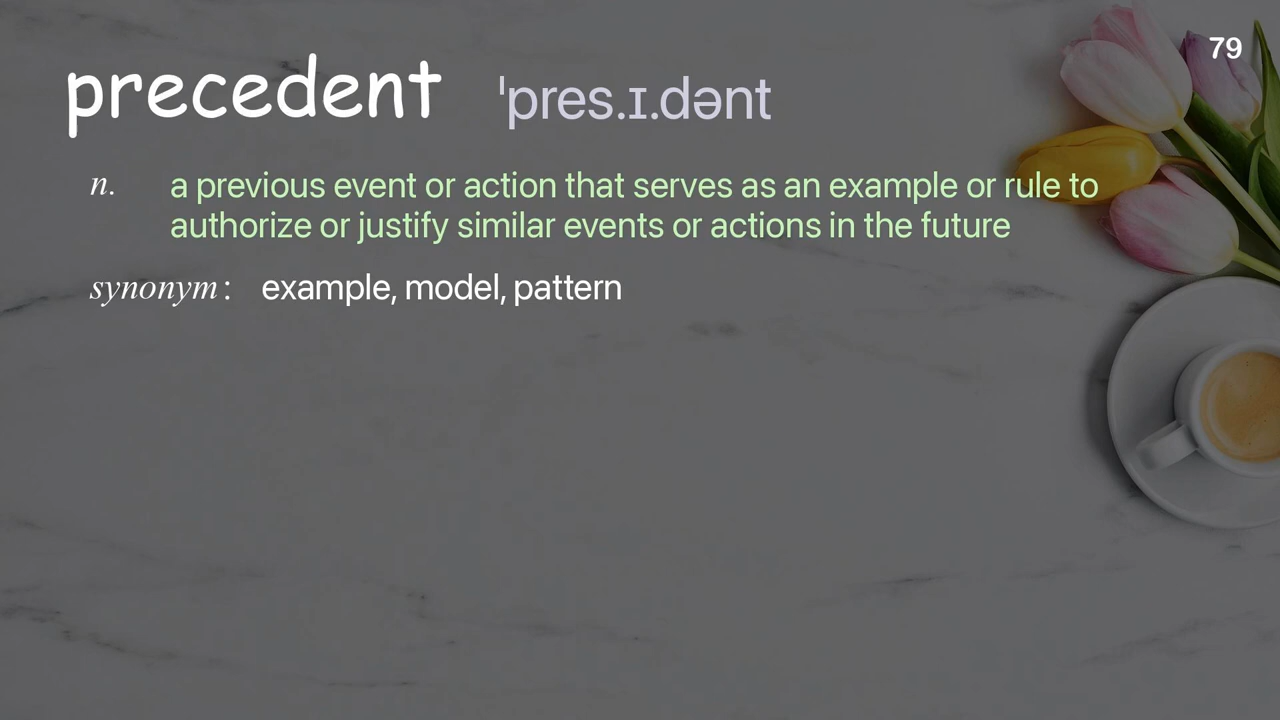 79
precedent ˈpres.ɪ.dənt
n. a previous event or action that serves as an example or rule to
authorize or justify similar events or actions in the future
synonym: example, model, pattern